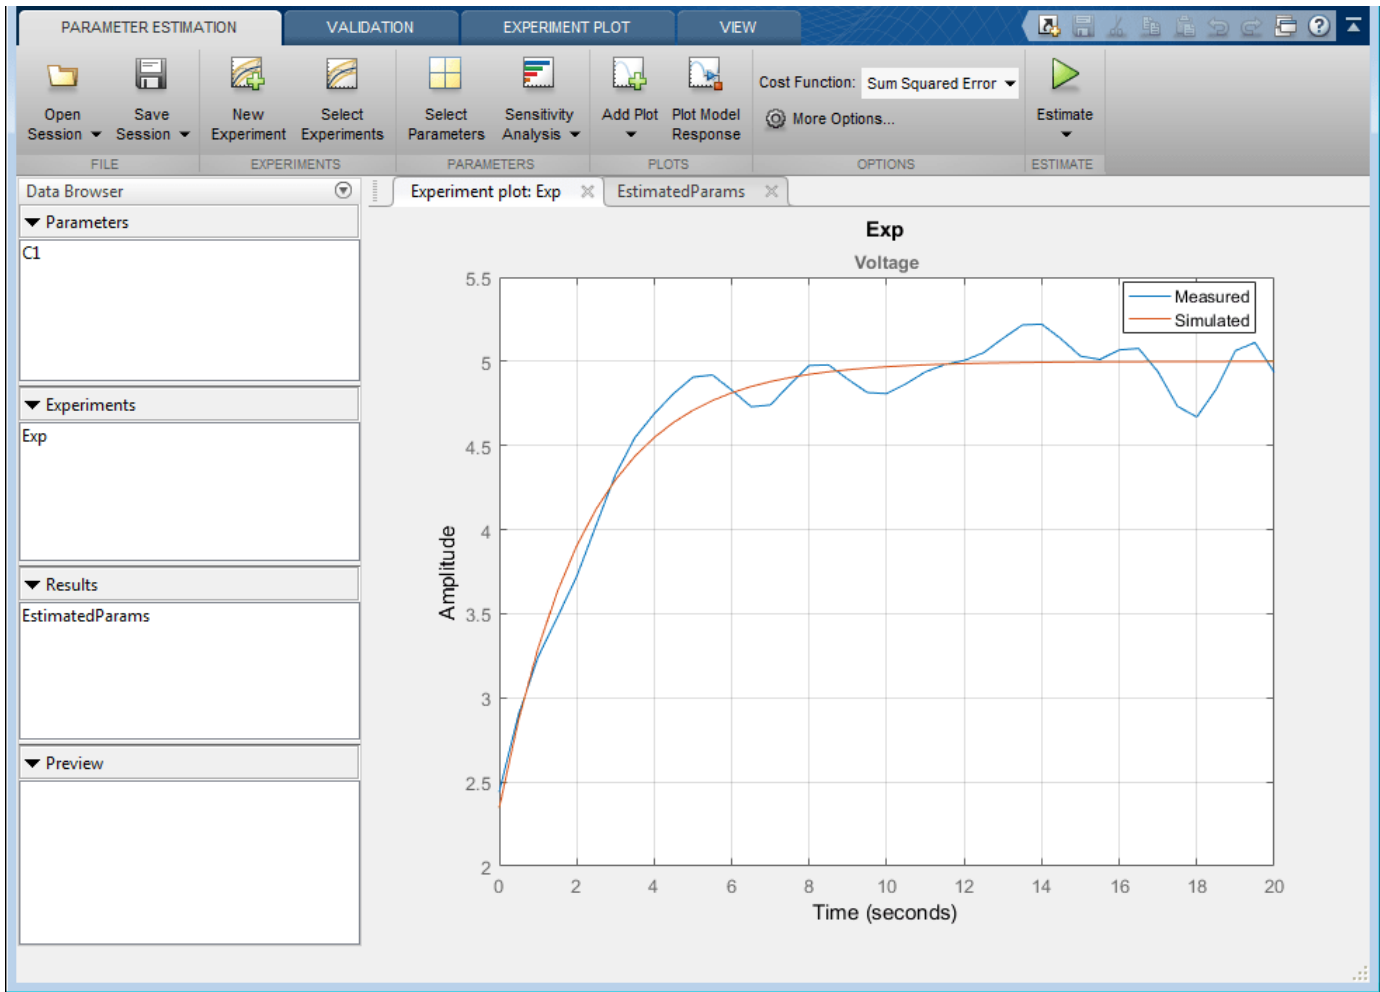 PARAMETER ESTIMATION VALIDATION EXPERIMENT PLOT VIEW
Open Session Save Session New Experiment Select Experiments Select Parameters Sensitivity Analysis Add Plot Plot Model Response Cost Function: Sum Squared Error Estimate
More Options...
FILE EXPERIMENTS PARAMETERS PLOTS OPTIONS ESTIMATE
Data Browser
Parameters
C1
Experiments
Exp
Results
EstimatedParams
Preview
Experiment plot: Exp EstimatedParams
Exp
Voltage
Measured
Simulated
5.5
5
4.5
4
3.5
3
2.5
2
Amplitude
0 2 4 6 8 10 12 14 16 18 20
Time (seconds)